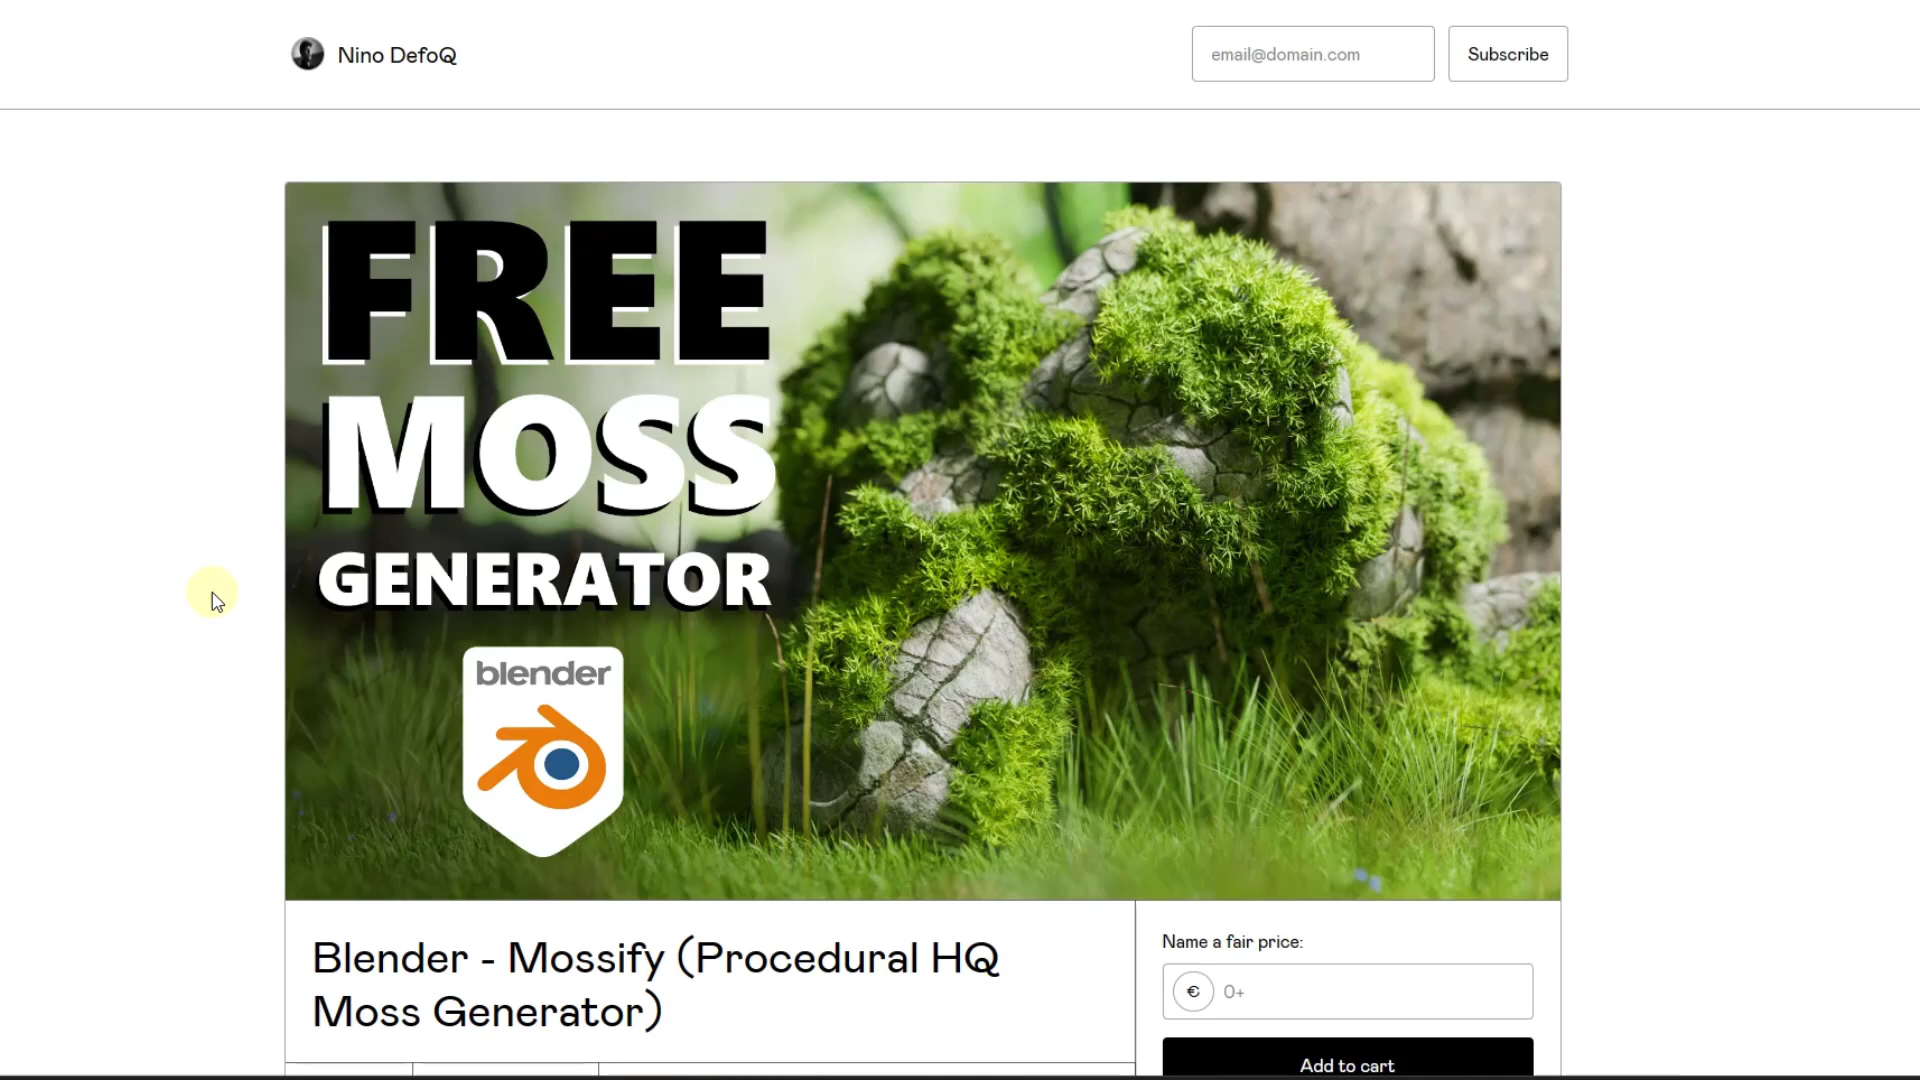 Nino DefoQ
email@domain.com
Subscribe
FREE
MOSS
GENERATOR
blender
Blender - Mossify (Procedural HQ
Moss Generator)
Name a fair price:
€ 0+
Add to cart